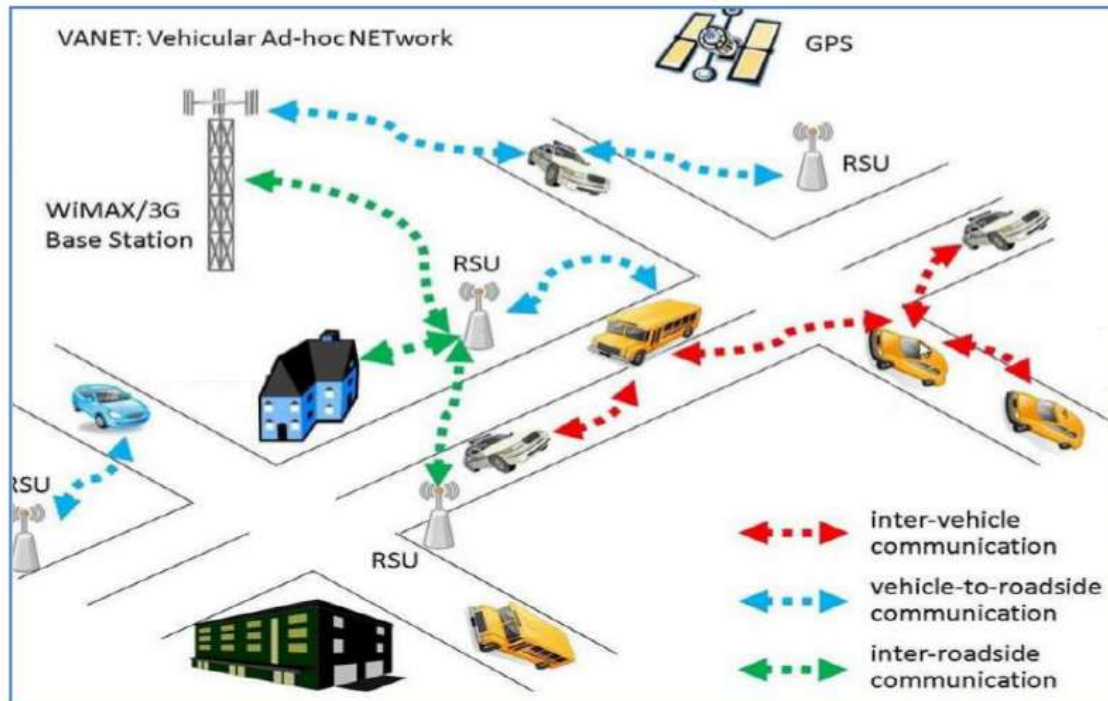 VANET: Vehicular Ad-hoc NETwork
GPS
RSU
WiMAX/3G
Base Station
RSU
RSU
RSU
inter-vehicle
communication
vehicle-to-roadside
communication
inter-roadside
communication